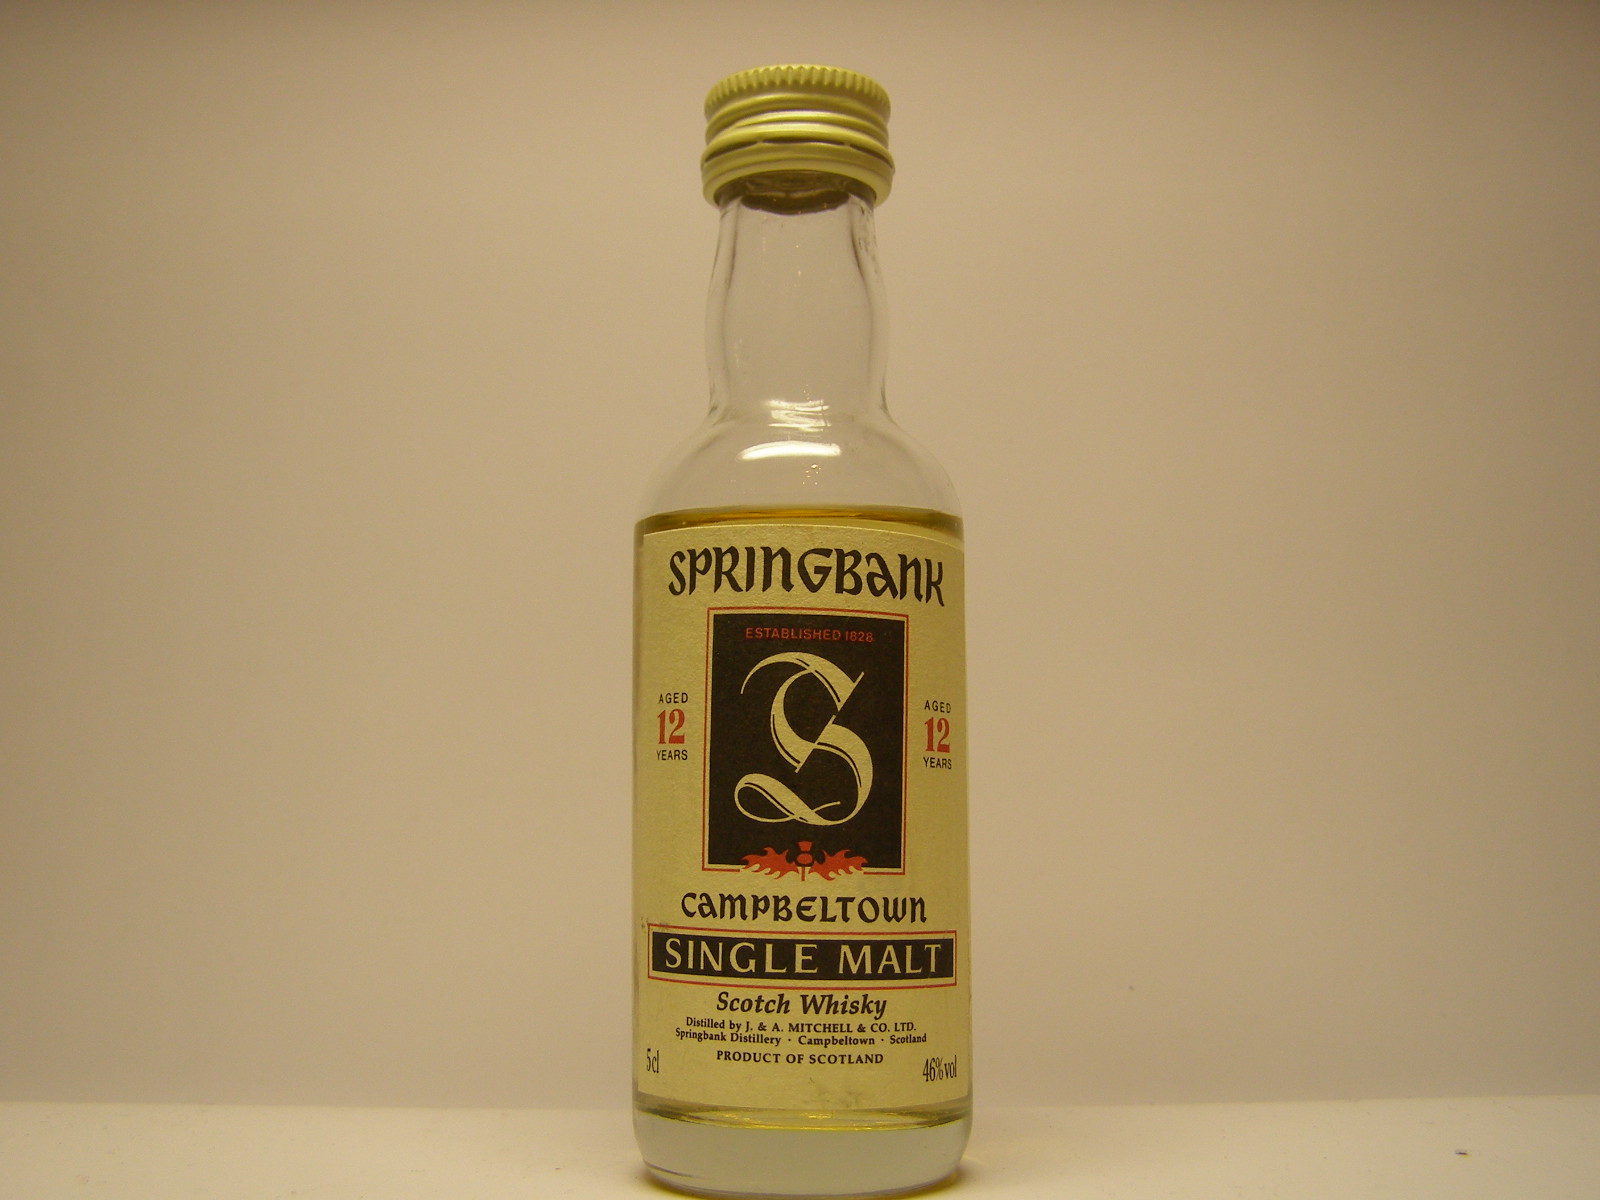 SPRINGBANK
ESTABLISHED 1828
S
AGED
12
YEARS
AGED
12
YEARS
CAMPBELTOWN
SINGLE MALT
Scotch Whisky
Distilled by J. & A. MITCHELL & CO. LTD.
Springbank Distillery · Campbeltown · Scotland
PRODUCT OF SCOTLAND
5cl
46%vol